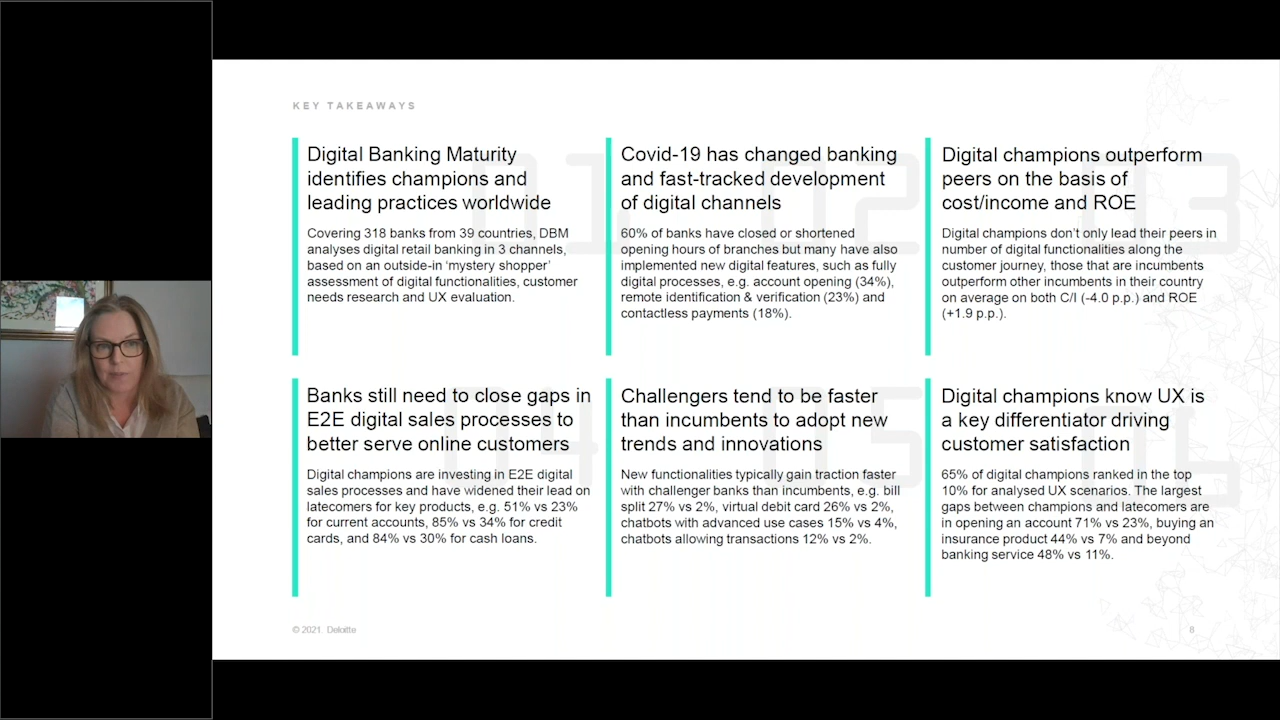 KEY TAKEAWAYS
01
Digital Banking Maturity
identifies champions and
leading practices worldwide
Covering 318 banks from 39 countries, DBM
analyses digital retail banking in 3 channels,
based on an outside-in ‘mystery shopper’
assessment of digital functionalities, customer
needs research and UX evaluation.
02
Covid-19 has changed banking
and fast-tracked development
of digital channels
60% of banks have closed or shortened
opening hours of branches but many have also
implemented new digital features, such as fully
digital processes, e.g. account opening (34%),
remote identification & verification (23%) and
contactless payments (18%).
03
Digital champions outperform
peers on the basis of
cost/income and ROE
Digital champions don’t only lead their peers in
number of digital functionalities along the
customer journey, those that are incumbents
outperform other incumbents in their country
on average on both C/I (-4.0 p.p.) and ROE
(+1.9 p.p.).
04
Banks still need to close gaps in
E2E digital sales processes to
better serve online customers
Digital champions are investing in E2E digital
sales processes and have widened their lead on
latecomers for key products, e.g. 51% vs 23%
for current accounts, 85% vs 34% for credit
cards, and 84% vs 30% for cash loans.
05
Challengers tend to be faster
than incumbents to adopt new
trends and innovations
New functionalities typically gain traction faster
with challenger banks than incumbents, e.g. bill
split 27% vs 2%, virtual debit card 26% vs 2%,
chatbots with advanced use cases 15% vs 4%,
chatbots allowing transactions 12% vs 2%.
06
Digital champions know UX is
a key differentiator driving
customer satisfaction
65% of digital champions ranked in the top
10% for analysed UX scenarios. The largest
gaps between champions and latecomers are
in opening an account 71% vs 23%, buying an
insurance product 44% vs 7% and beyond
banking service 48% vs 11%.
© 2021. Deloitte